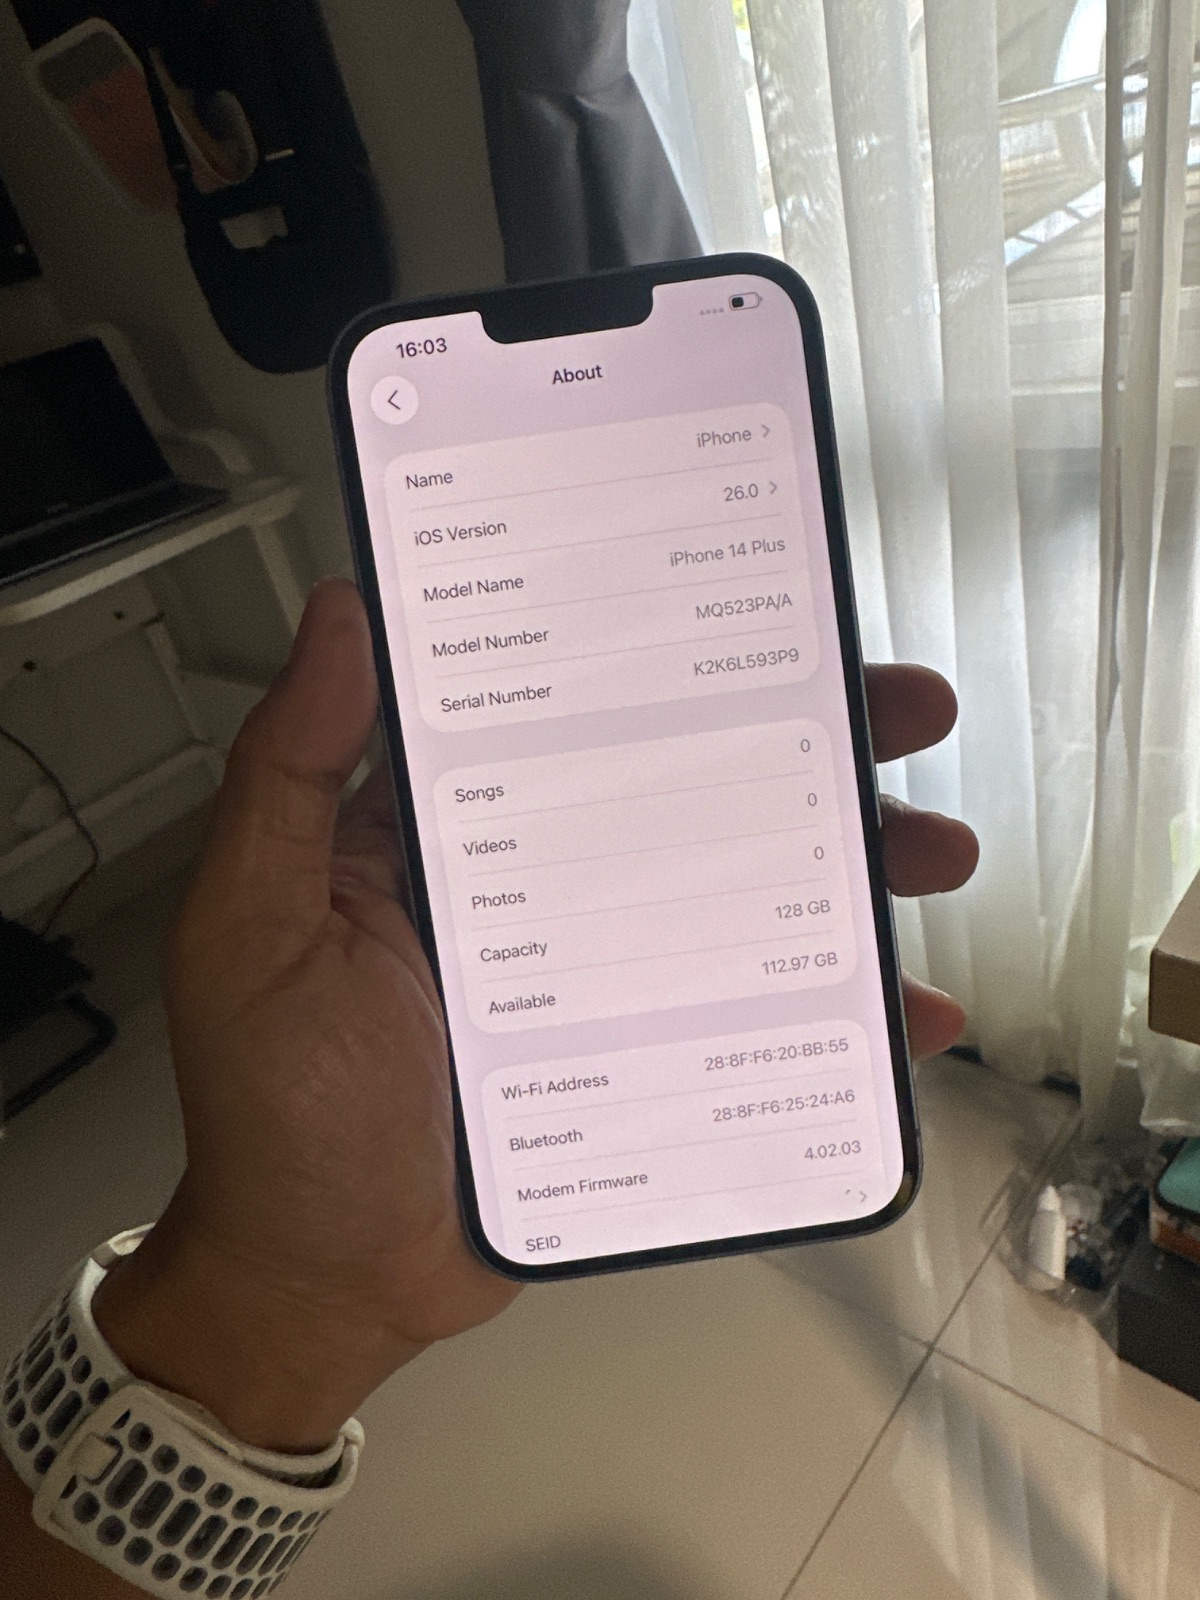 16:03
About
Name iPhone
iOS Version 26.0
Model Name iPhone 14 Plus
Model Number MQ523PA/A
Serial Number K2K6L593P9
Songs 0
Videos 0
Photos 0
Capacity 128 GB
Available 112.97 GB
Wi-Fi Address 28:8F:F6:20:BB:55
Bluetooth 28:8F:F6:25:24:A6
Modem Firmware 4.02.03
SEID